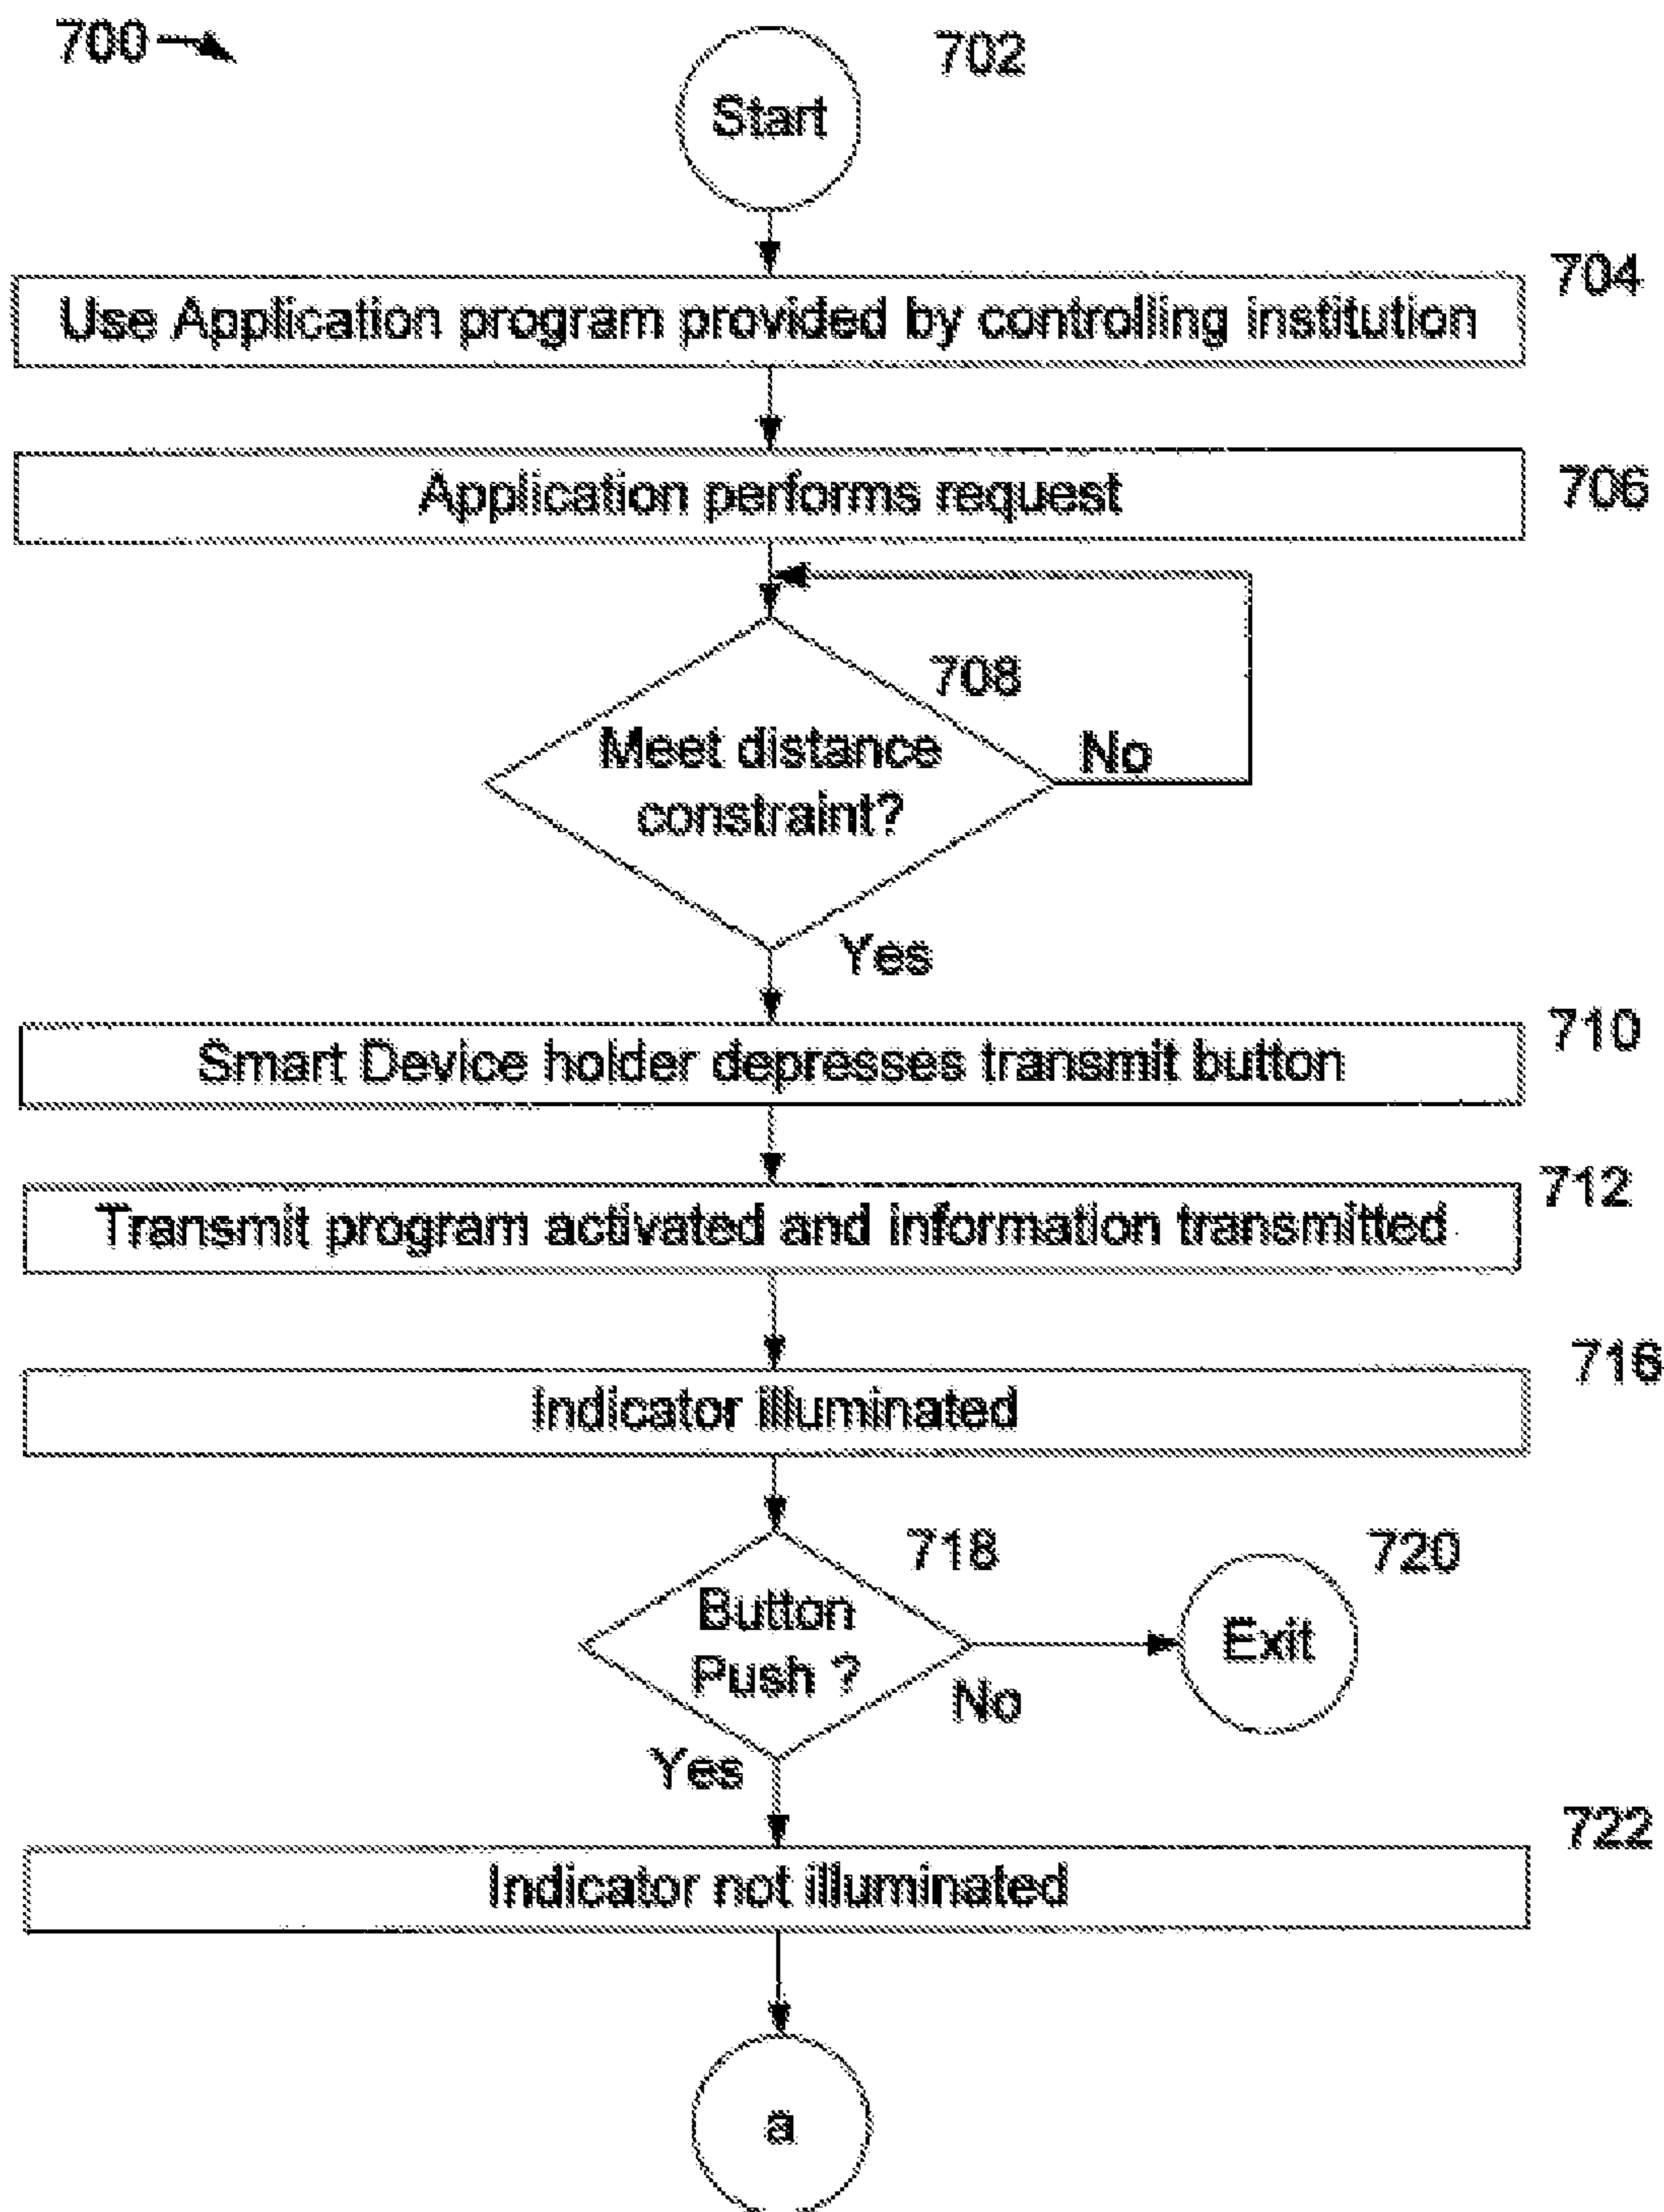 700
702
Start
704
Use Application program provided by controlling institution
706
Application performs request
708
Meet distance
constraint?
No
Yes
710
Smart Device holder depresses transmit button
712
Transmit program activated and information transmitted
716
Indicator illuminated
718
720
Button
Push ?
Exit
No
Yes
722
Indicator not illuminated
a